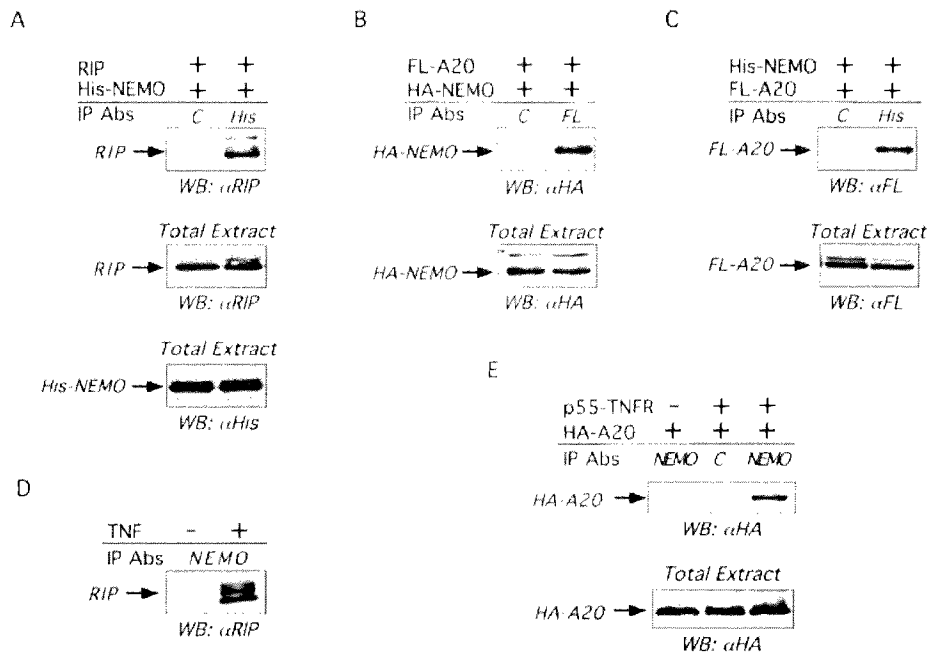 A
RIP + +
His-NEMO + +
IP Abs C His
RIP
WB: αRIP
Total Extract
RIP
WB: αRIP
Total Extract
His-NEMO
WB: αHis
B
FL-A20 + +
HA-NEMO + +
IP Abs C FL
HA-NEMO
WB: αHA
Total Extract
HA-NEMO
WB: αHA
C
His-NEMO + +
FL-A20 + +
IP Abs C His
FL-A20
WB: αFL
Total Extract
FL-A20
WB: αFL
D
TNF - +
IP Abs NEMO
RIP
WB: αRIP
E
p55-TNFR - + +
HA-A20 + + +
IP Abs NEMO C NEMO
HA-A20
WB: αHA
Total Extract
HA-A20
WB: αHA